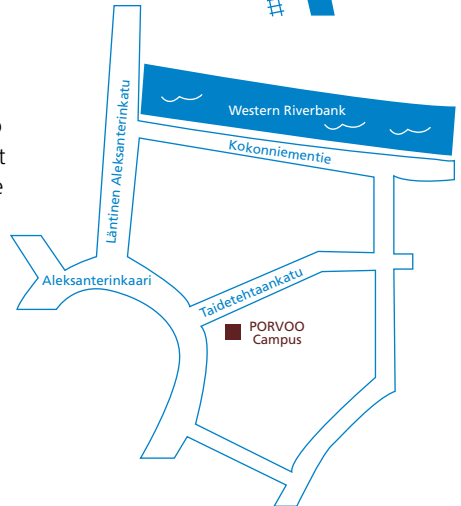 Western Riverbank
Kokonniementie
Läntinen Aleksanterinkatu
Aleksanterinkaari
Taidetehtaankatu
PORVOO
Campus